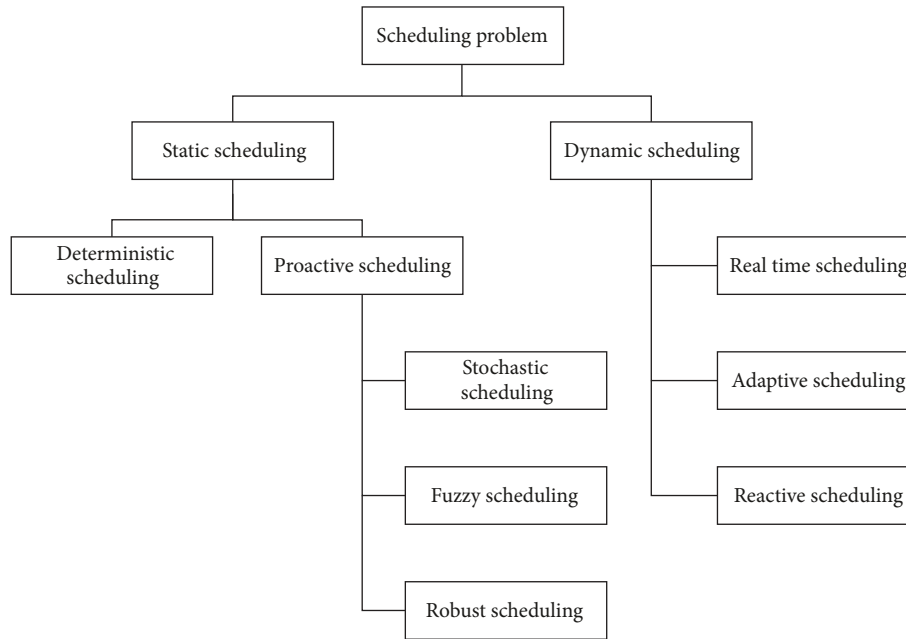 Scheduling problem
Static scheduling
Dynamic scheduling
Deterministic
scheduling
Proactive scheduling
Real time scheduling
Stochastic
scheduling
Adaptive scheduling
Fuzzy scheduling
Reactive scheduling
Robust scheduling